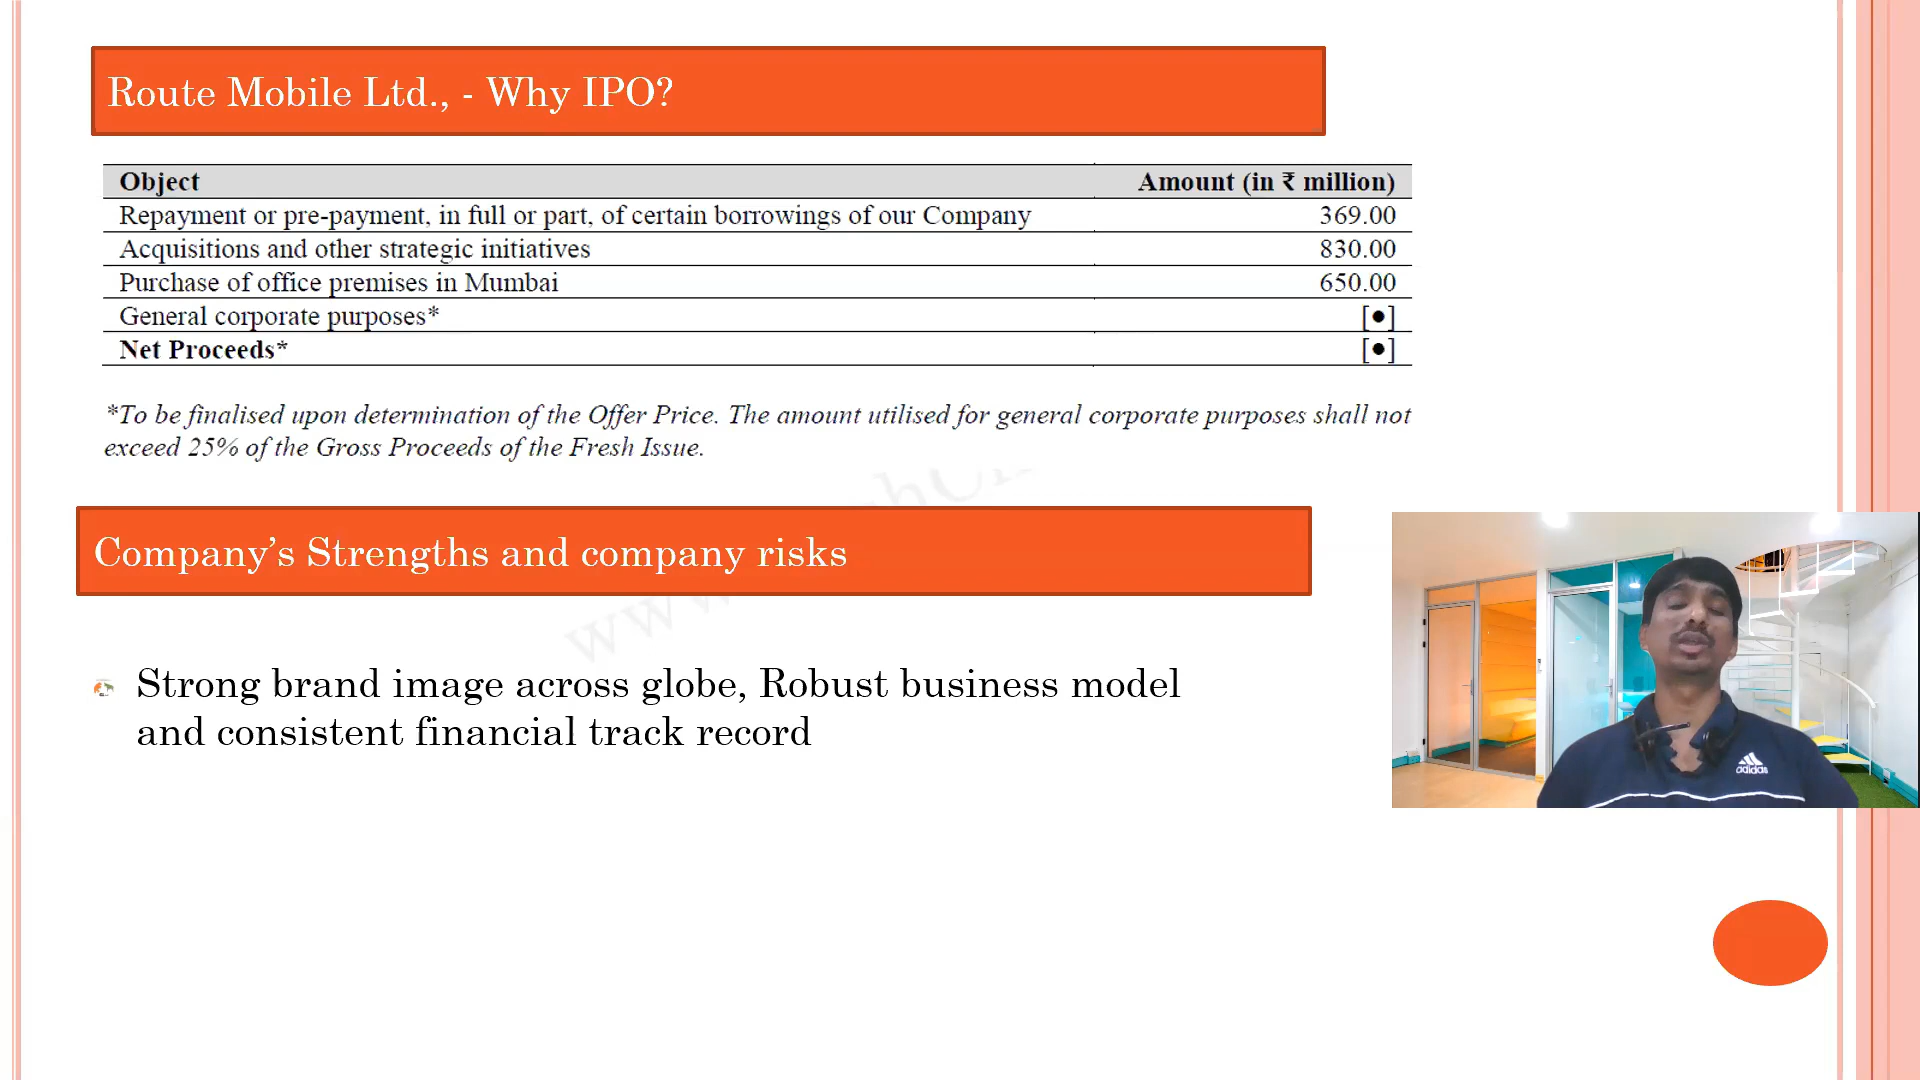 Route Mobile Ltd., - Why IPO?
Object Amount (in ₹ million)
Repayment or pre-payment, in full or part, of certain borrowings of our Company 369.00
Acquisitions and other strategic initiatives 830.00
Purchase of office premises in Mumbai 650.00
General corporate purposes* [●]
Net Proceeds* [●]
*To be finalised upon determination of the Offer Price. The amount utilised for general corporate purposes shall not
exceed 25% of the Gross Proceeds of the Fresh Issue.
Company’s Strengths and company risks
Strong brand image across globe, Robust business model
and consistent financial track record
adidas